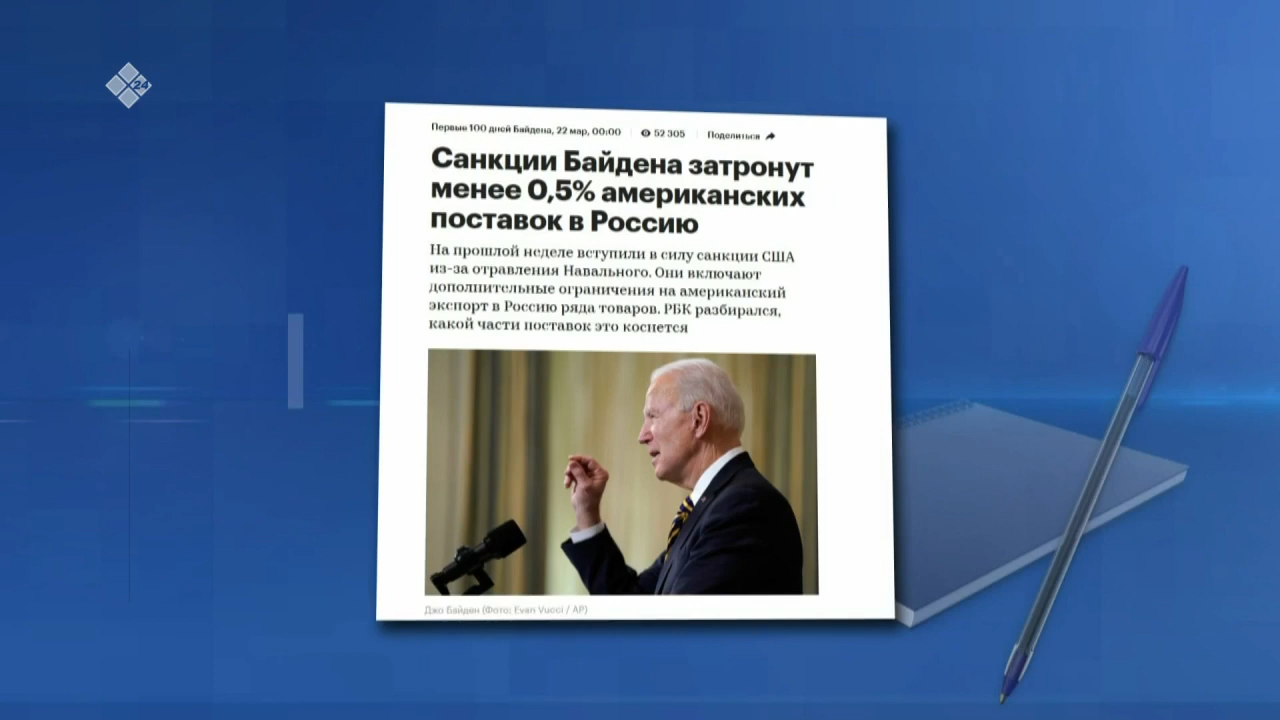 24
Первые 100 дней Байдена, 22 мар, 00:00 52 305 Поделиться
Санкции Байдена затронут
менее 0,5% американских
поставок в Россию
На прошлой неделе вступили в силу санкции США
из-за отравления Навального. Они включают
дополнительные ограничения на американский
экспорт в Россию ряда товаров. РБК разбирался,
какой части поставок это коснется
Джо Байден (Фото: Evan Vucci / AP)